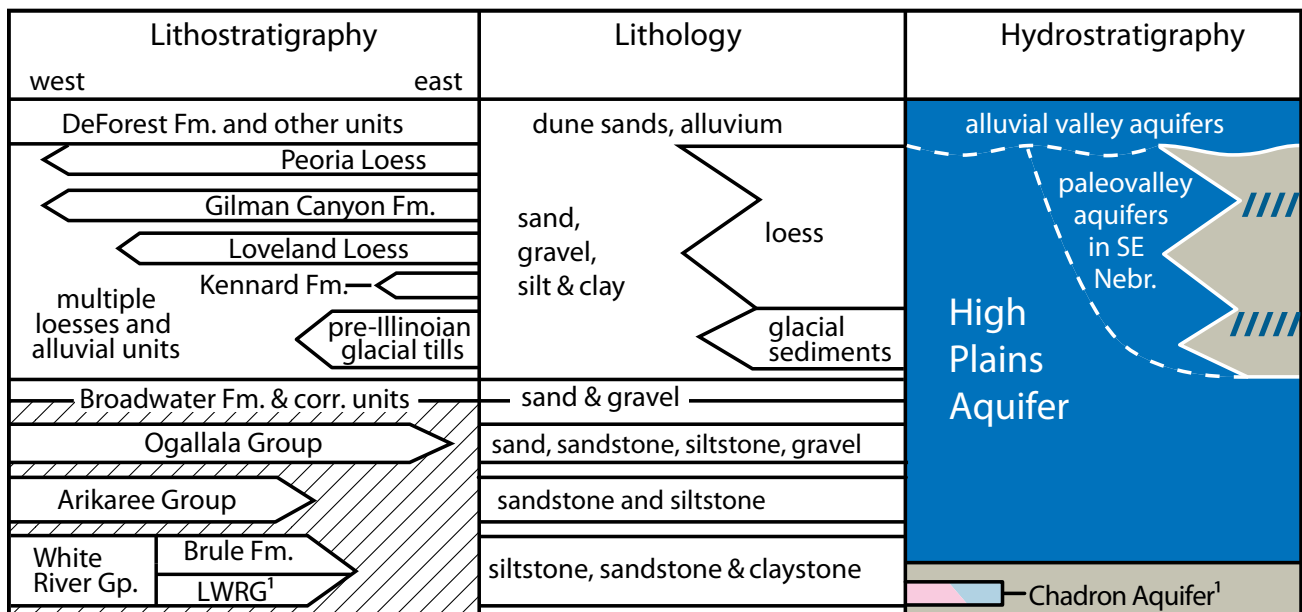 Lithostratigraphy
west
east
DeForest Fm. and other units
Peoria Loess
Gilman Canyon Fm.
Loveland Loess
Kennard Fm.
multiple
loesses and
alluvial units
pre-Illinoian
glacial tills
Broadwater Fm. & corr. units
Ogallala Group
Arikaree Group
White
River Gp.
Brule Fm.
LWRG¹
Lithology
dune sands, alluvium
sand,
gravel,
silt & clay
loess
glacial
sediments
sand & gravel
sand, sandstone, siltstone, gravel
sandstone and siltstone
siltstone, sandstone & claystone
Hydrostratigraphy
alluvial valley aquifers
paleovalley
aquifers
in SE
Nebr.
High
Plains
Aquifer
Chadron Aquifer¹